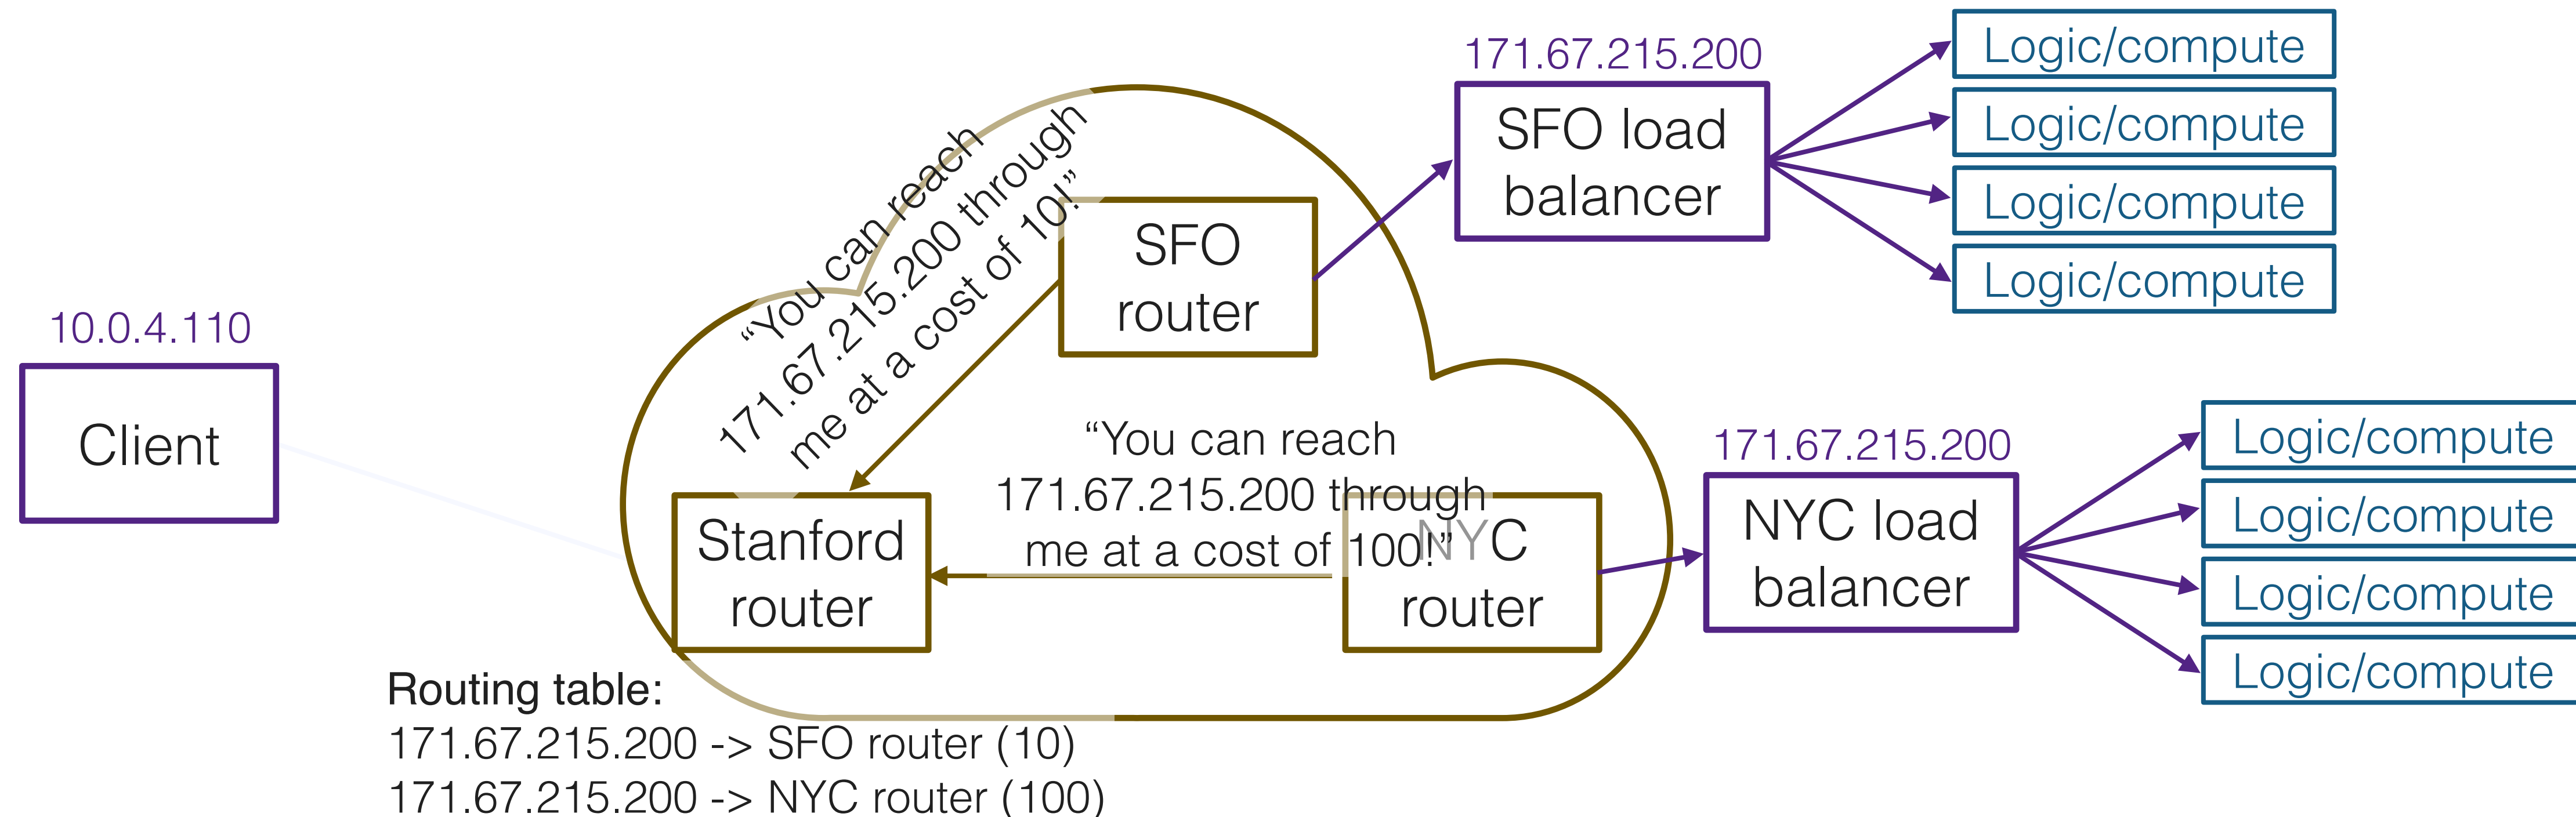 10.0.4.110
Client
“You can reach
171.67.215.200 through
me at a cost of 10!”
SFO
router
171.67.215.200
SFO load
balancer
Logic/compute
Logic/compute
Logic/compute
Logic/compute
Stanford
router
“You can reach
171.67.215.200 through
me at a cost of 100!”
NYC
router
171.67.215.200
NYC load
balancer
Logic/compute
Logic/compute
Logic/compute
Logic/compute
Routing table:
171.67.215.200 -> SFO router (10)
171.67.215.200 -> NYC router (100)